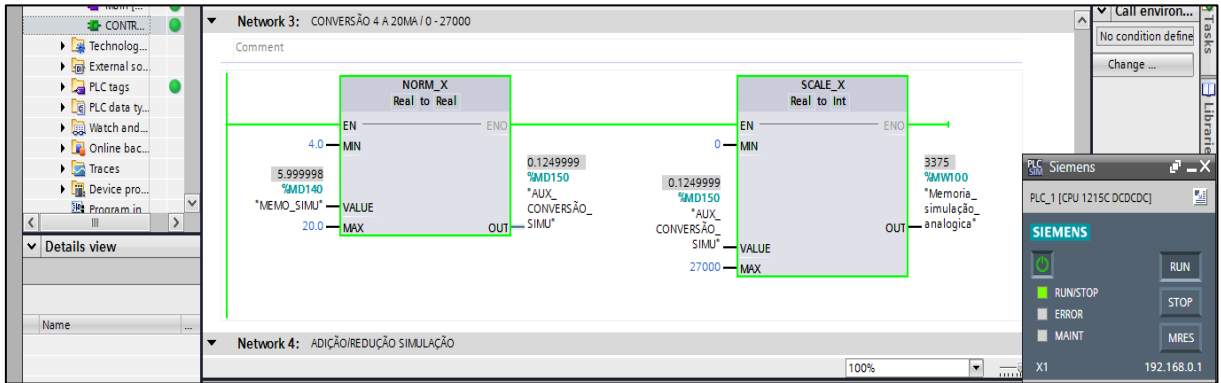 Main [...
CONTR...
Technolog...
External so...
PLC tags
PLC data ty...
Watch and...
Online bac...
Traces
Device pro...
Program in
Details view
Name ...
Network 3: CONVERSÃO 4 A 20MA / 0 - 27000
Comment
NORM_X
Real to Real
EN ENO
4.0 MIN
5.999998
%MD140
"MEMO_SIMU" VALUE
20.0 MAX
OUT
0.1249999
%MD150
"AUX_
CONVERSÃO_
SIMU"
SCALE_X
Real to Int
EN ENO
0 MIN
0.1249999
%MD150
"AUX_
CONVERSÃO_
SIMU" VALUE
27000 MAX
OUT
3375
%MW100
"Memoria_
simulação_
analogica"
Network 4: ADIÇÃO/REDUÇÃO SIMULAÇÃO
100%
Call environ...
No condition define
Change ...
Tasks
Libraries
PLC SIM Siemens
PLC_1 [CPU 1215C DCDCDC]
SIEMENS
RUN/STOP
ERROR
MAINT
RUN
STOP
MRES
X1 192.168.0.1